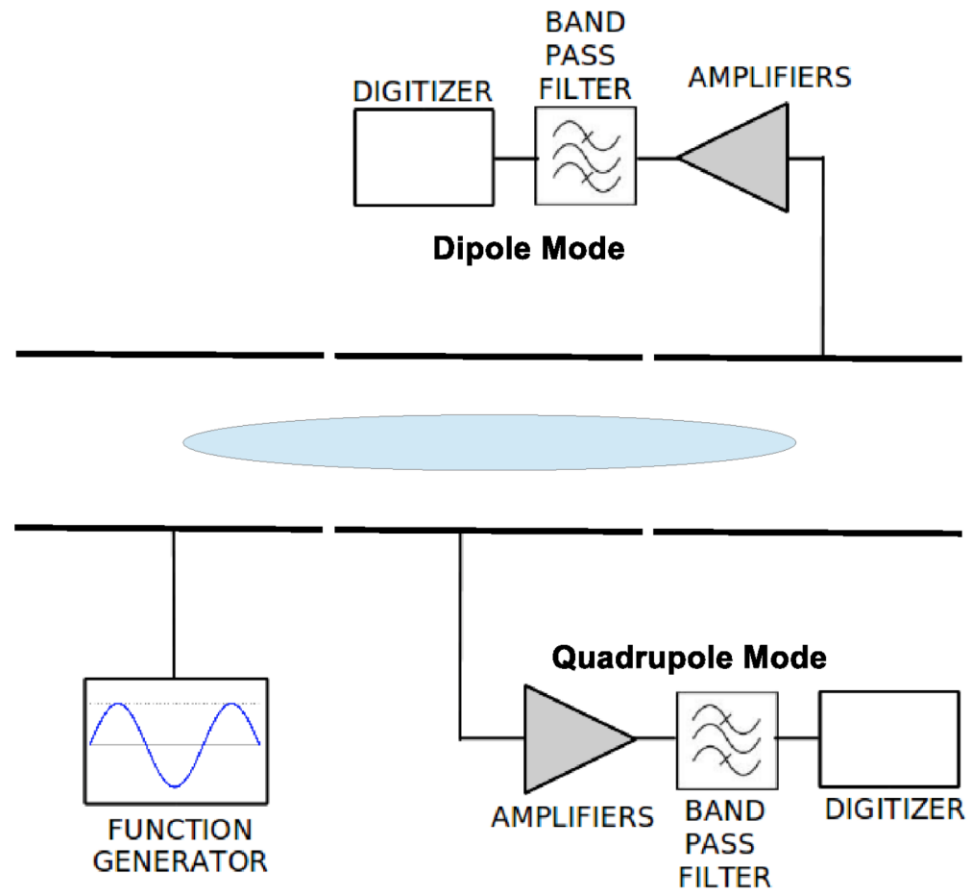 BAND
PASS
FILTER
DIGITIZER
AMPLIFIERS
Dipole Mode
Quadrupole Mode
FUNCTION
GENERATOR
AMPLIFIERS
BAND
PASS
FILTER
DIGITIZER